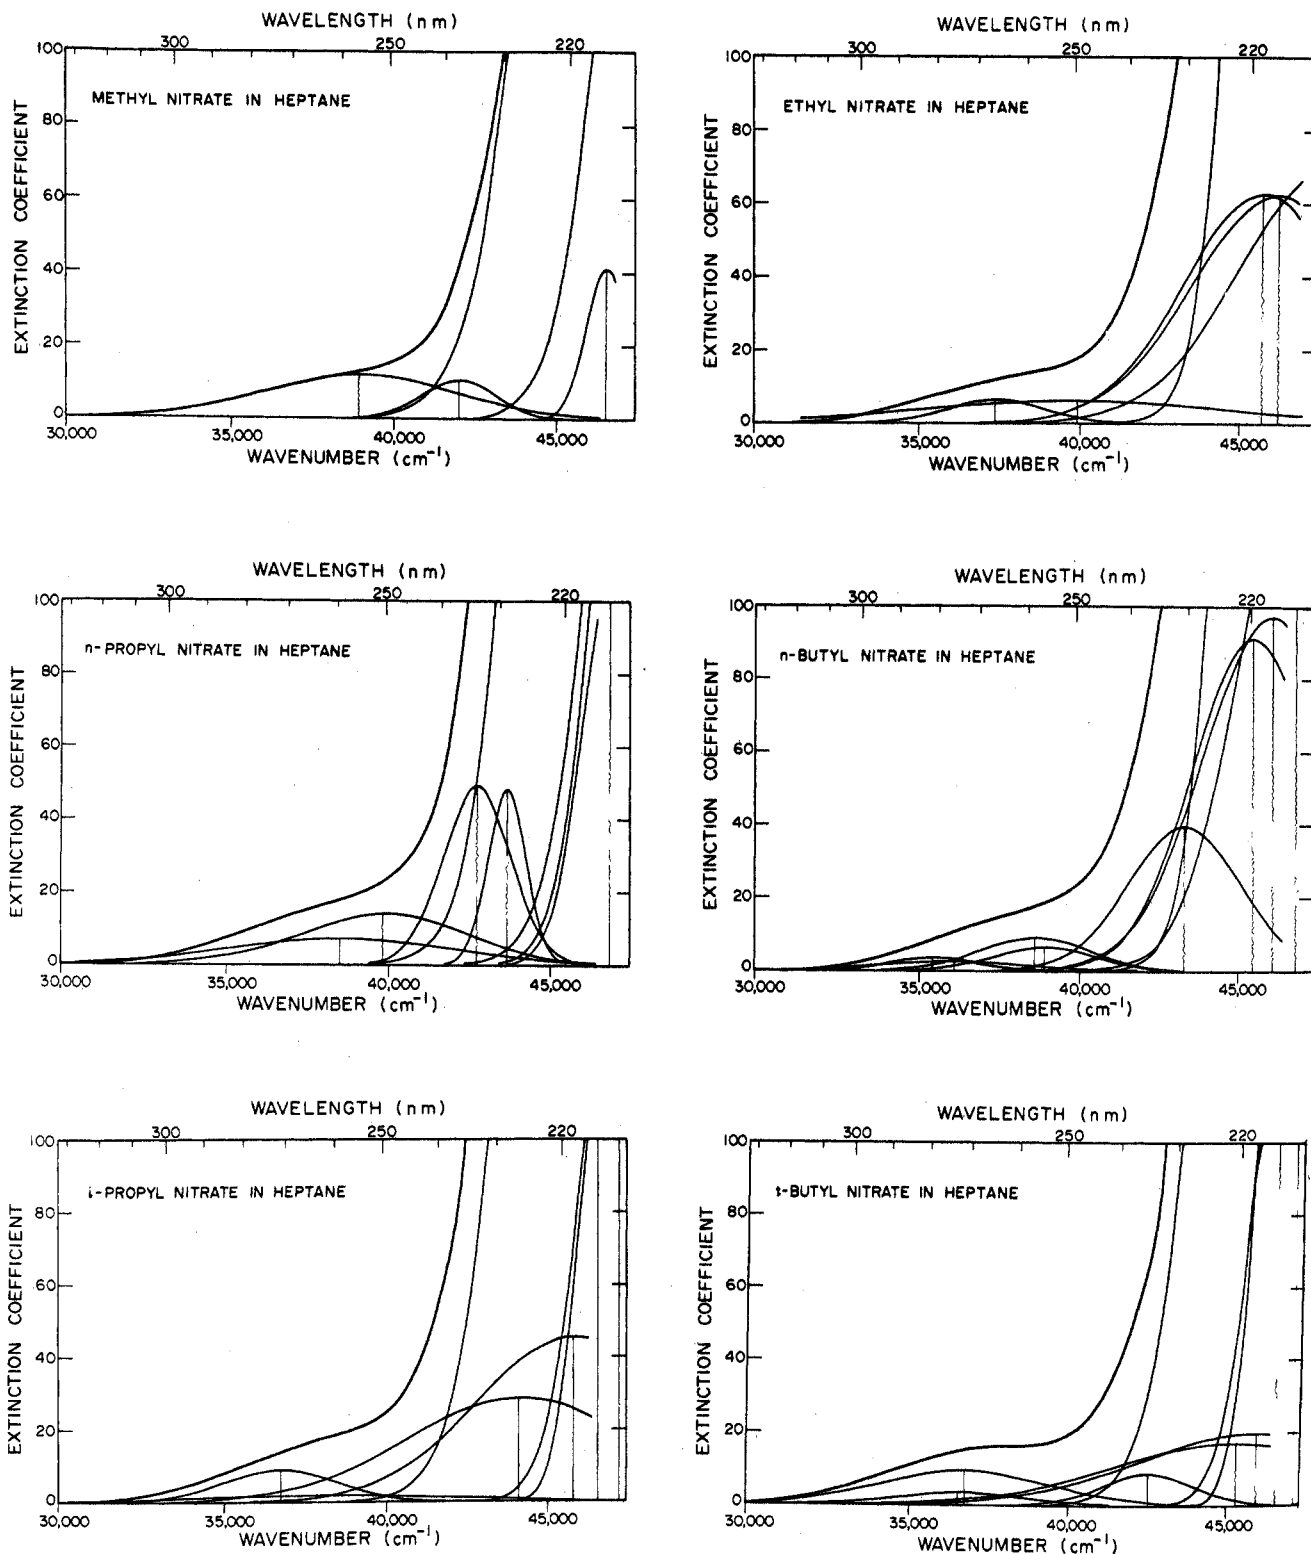 WAVELENGTH (nm)
300 250 220
100
80
60
40
20
0
EXTINCTION COEFFICIENT
METHYL NITRATE IN HEPTANE
30,000 35,000 40,000 45,000
WAVENUMBER (cm⁻¹)
WAVELENGTH (nm)
300 250 220
100
80
60
40
20
0
EXTINCTION COEFFICIENT
ETHYL NITRATE IN HEPTANE
30,000 35,000 40,000 45,000
WAVENUMBER (cm⁻¹)
WAVELENGTH (nm)
300 250 220
100
80
60
40
20
0
EXTINCTION COEFFICIENT
n-PROPYL NITRATE IN HEPTANE
30,000 35,000 40,000 45,000
WAVENUMBER (cm⁻¹)
WAVELENGTH (nm)
300 250 220
100
80
60
40
20
0
EXTINCTION COEFFICIENT
n-BUTYL NITRATE IN HEPTANE
30,000 35,000 40,000 45,000
WAVENUMBER (cm⁻¹)
WAVELENGTH (nm)
300 250 220
100
80
60
40
20
0
EXTINCTION COEFFICIENT
i-PROPYL NITRATE IN HEPTANE
30,000 35,000 40,000 45,000
WAVENUMBER (cm⁻¹)
WAVELENGTH (nm)
300 250 220
100
80
60
40
20
0
EXTINCTION COEFFICIENT
t-BUTYL NITRATE IN HEPTANE
30,000 35,000 40,000 45,000
WAVENUMBER (cm⁻¹)